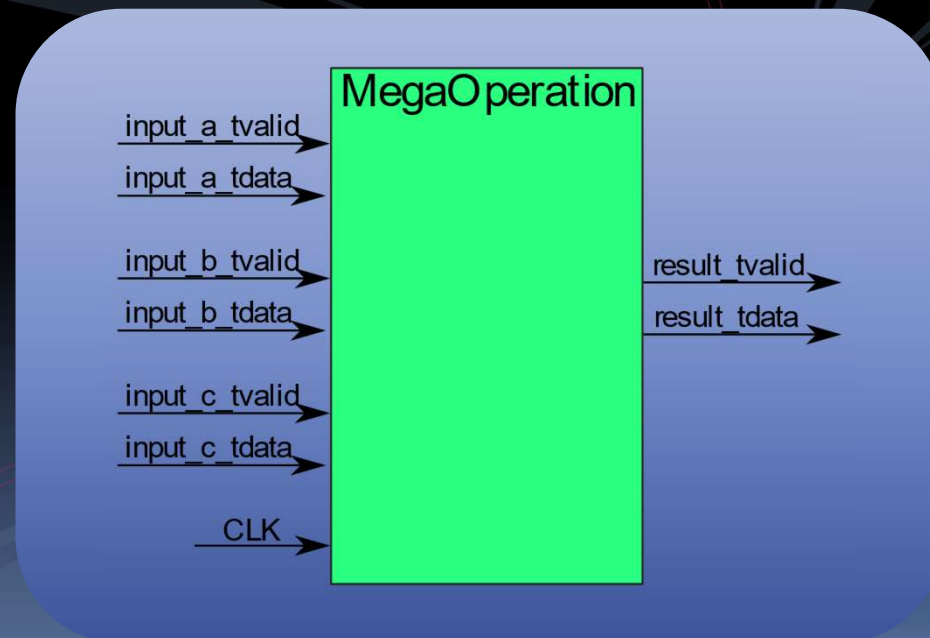 MegaOperation
input_a_tvalid
input_a_tdata
input_b_tvalid
input_b_tdata
input_c_tvalid
input_c_tdata
CLK
result_tvalid
result_tdata